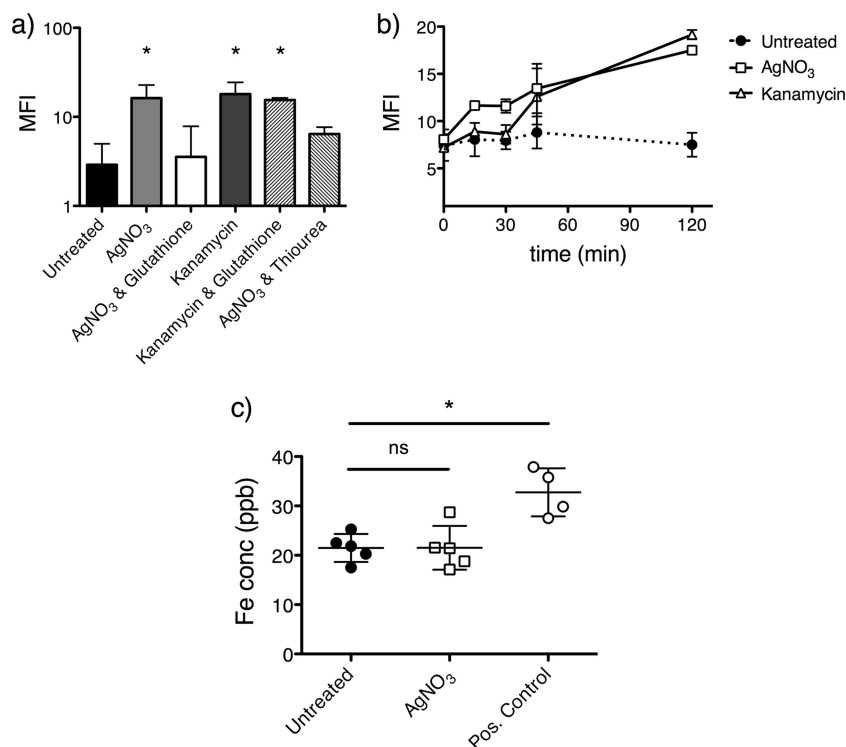 a)
MFI
100
10
1
* * *
Untreated
AgNO₃
AgNO₃ & Glutathione
Kanamycin
Kanamycin & Glutathione
AgNO₃ & Thiourea
b)
MFI
20
15
10
5
0 30 60 90 120
time (min)
Untreated
AgNO₃
Kanamycin
c)
*
ns
Fe conc (ppb)
40
30
20
10
0
Untreated
AgNO₃
Pos. Control